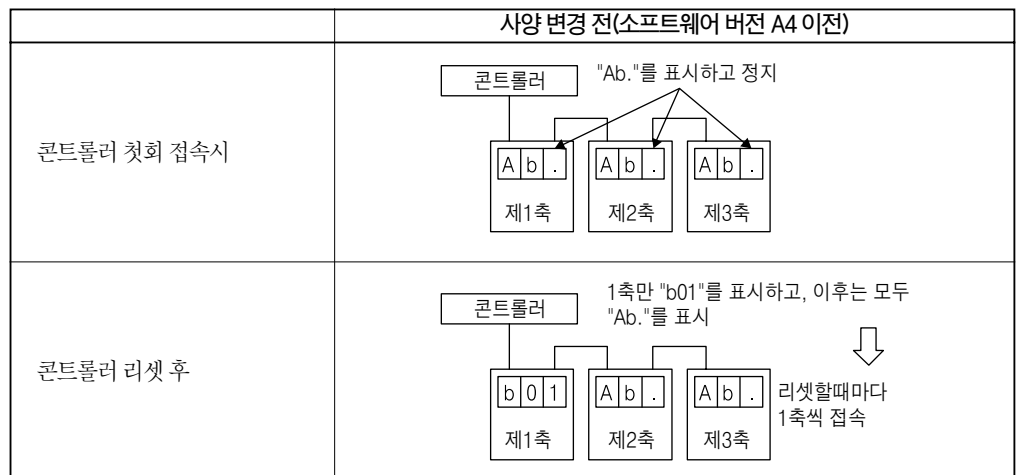 사양 변경 전(소프트웨어 버전 A4 이전)
콘트롤러 첫회 접속시
콘트롤러
"Ab."를 표시하고 정지
A b . A b . A b .
제1축 제2축 제3축
콘트롤러 리셋 후
콘트롤러
1축만 "b01"를 표시하고, 이후는 모두
"Ab."를 표시
b 0 1 A b . A b .
제1축 제2축 제3축
리셋할때마다
1축씩 접속